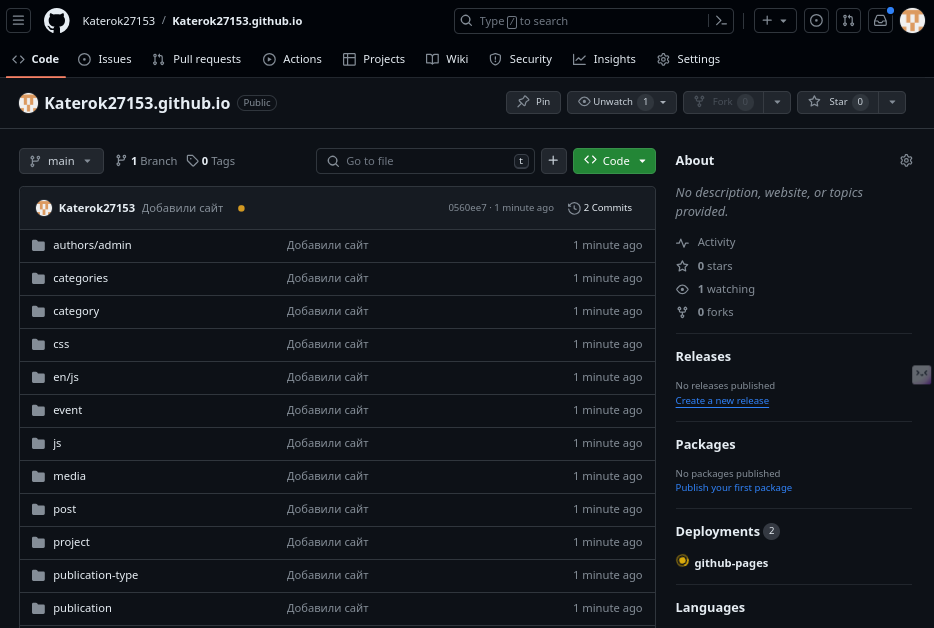 Katerok27153 / Katerok27153.github.io
Type / to search
Code Issues Pull requests Actions Projects Wiki Security Insights Settings
Katerok27153.github.io Public
Pin Unwatch 1 Fork 0 Star 0
main 1 Branch 0 Tags
Go to file t + Code
Katerok27153 Добавили сайт 0560ee7 · 1 minute ago 2 Commits
authors/admin Добавили сайт 1 minute ago
categories Добавили сайт 1 minute ago
category Добавили сайт 1 minute ago
css Добавили сайт 1 minute ago
en/js Добавили сайт 1 minute ago
event Добавили сайт 1 minute ago
js Добавили сайт 1 minute ago
media Добавили сайт 1 minute ago
post Добавили сайт 1 minute ago
project Добавили сайт 1 minute ago
publication-type Добавили сайт 1 minute ago
publication Добавили сайт 1 minute ago
About
No description, website, or topics
provided.
Activity
0 stars
1 watching
0 forks
Releases
No releases published
Create a new release
Packages
No packages published
Publish your first package
Deployments 2
github-pages
Languages